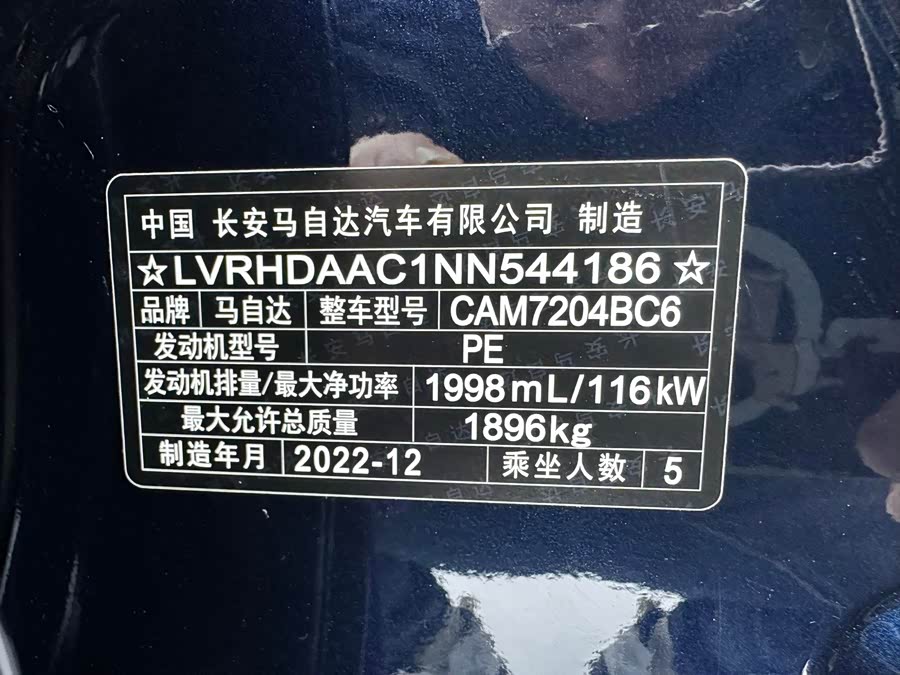 中国 长安马自达汽车有限公司 制造
☆LVRHDAAC1NN544186☆
品牌 马自达 整车型号 CAM7204BC6
发动机型号 PE
发动机排量/最大净功率 1998mL/116kW
最大允许总质量 1896kg
制造年月 2022-12 乘坐人数 5